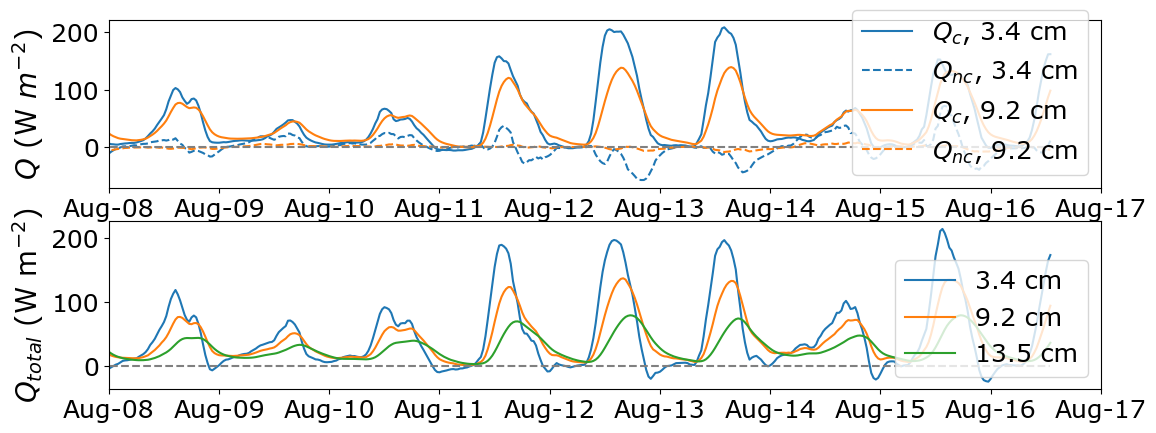 Q (W m⁻²)
200
100
0
Q_c, 3.4 cm
Q_nc, 3.4 cm
Q_c, 9.2 cm
Q_nc, 9.2 cm
Aug-08 Aug-09 Aug-10 Aug-11 Aug-12 Aug-13 Aug-14 Aug-15 Aug-16 Aug-17
Q_total (W m⁻²)
200
100
0
3.4 cm
9.2 cm
13.5 cm
Aug-08 Aug-09 Aug-10 Aug-11 Aug-12 Aug-13 Aug-14 Aug-15 Aug-16 Aug-17